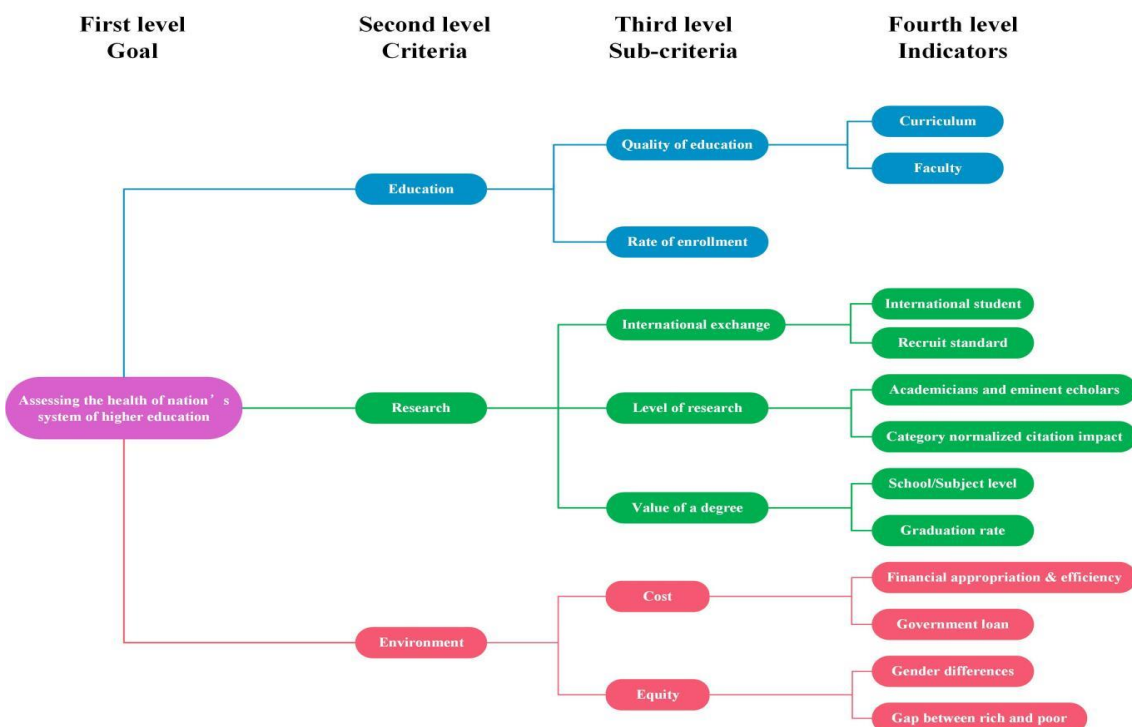 First level
Goal
Second level
Criteria
Third level
Sub-criteria
Fourth level
Indicators
Curriculum
Quality of education
Faculty
Education
Rate of enrollment
International student
International exchange
Recruit standard
Assessing the health of nation’s
system of higher education
Research
Level of research
Academicians and eminent echolars
Category normalized citation impact
School/Subject level
Value of a degree
Graduation rate
Financial appropriation & efficiency
Cost
Government loan
Environment
Gender differences
Equity
Gap between rich and poor